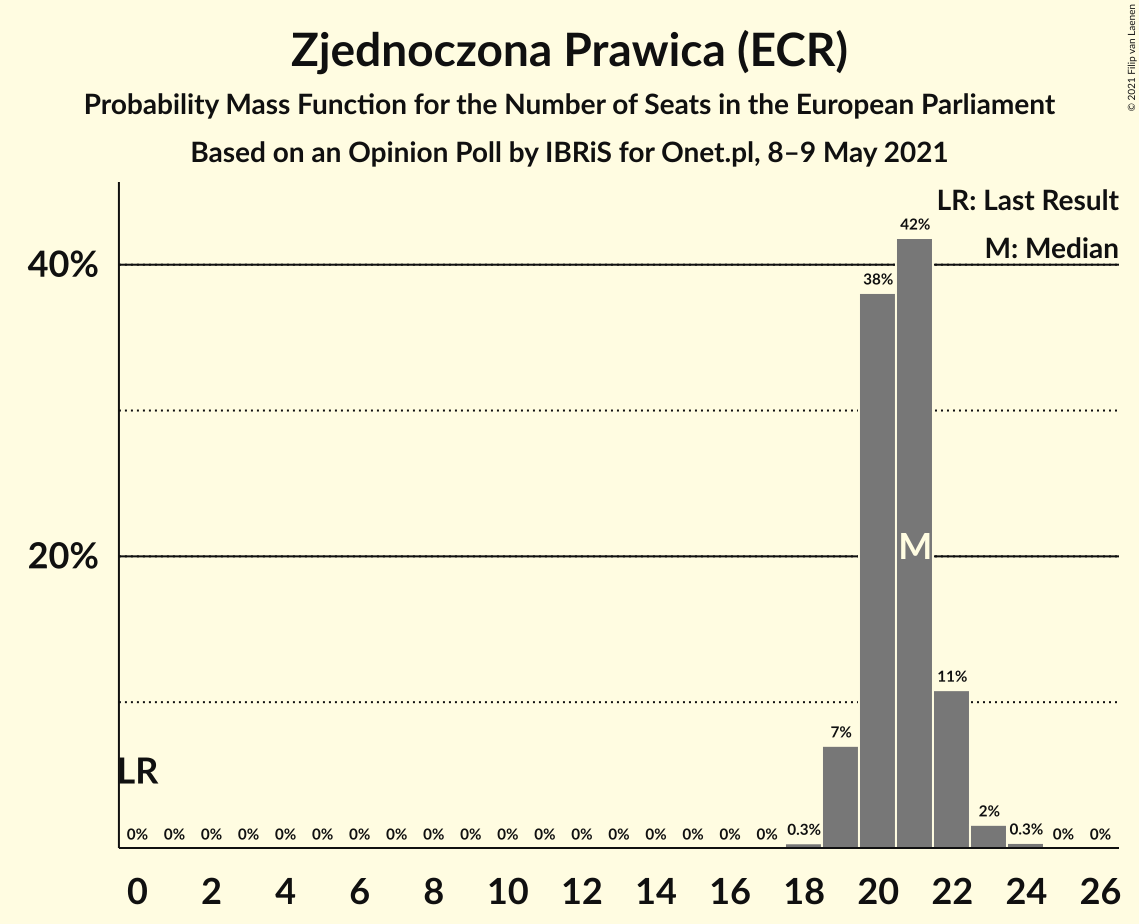 Zjednoczona Prawica (ECR)
Probability Mass Function for the Number of Seats in the European Parliament
Based on an Opinion Poll by IBRiS for Onet.pl, 8–9 May 2021
© 2021 Filip van Laenen
LR: Last Result
M: Median
40%
20%
LR
M
0% 0% 0% 0% 0% 0% 0% 0% 0% 0% 0% 0% 0% 0% 0% 0% 0% 0% 0.3% 7% 38% 42% 11% 2% 0.3% 0% 0%
0 2 4 6 8 10 12 14 16 18 20 22 24 26